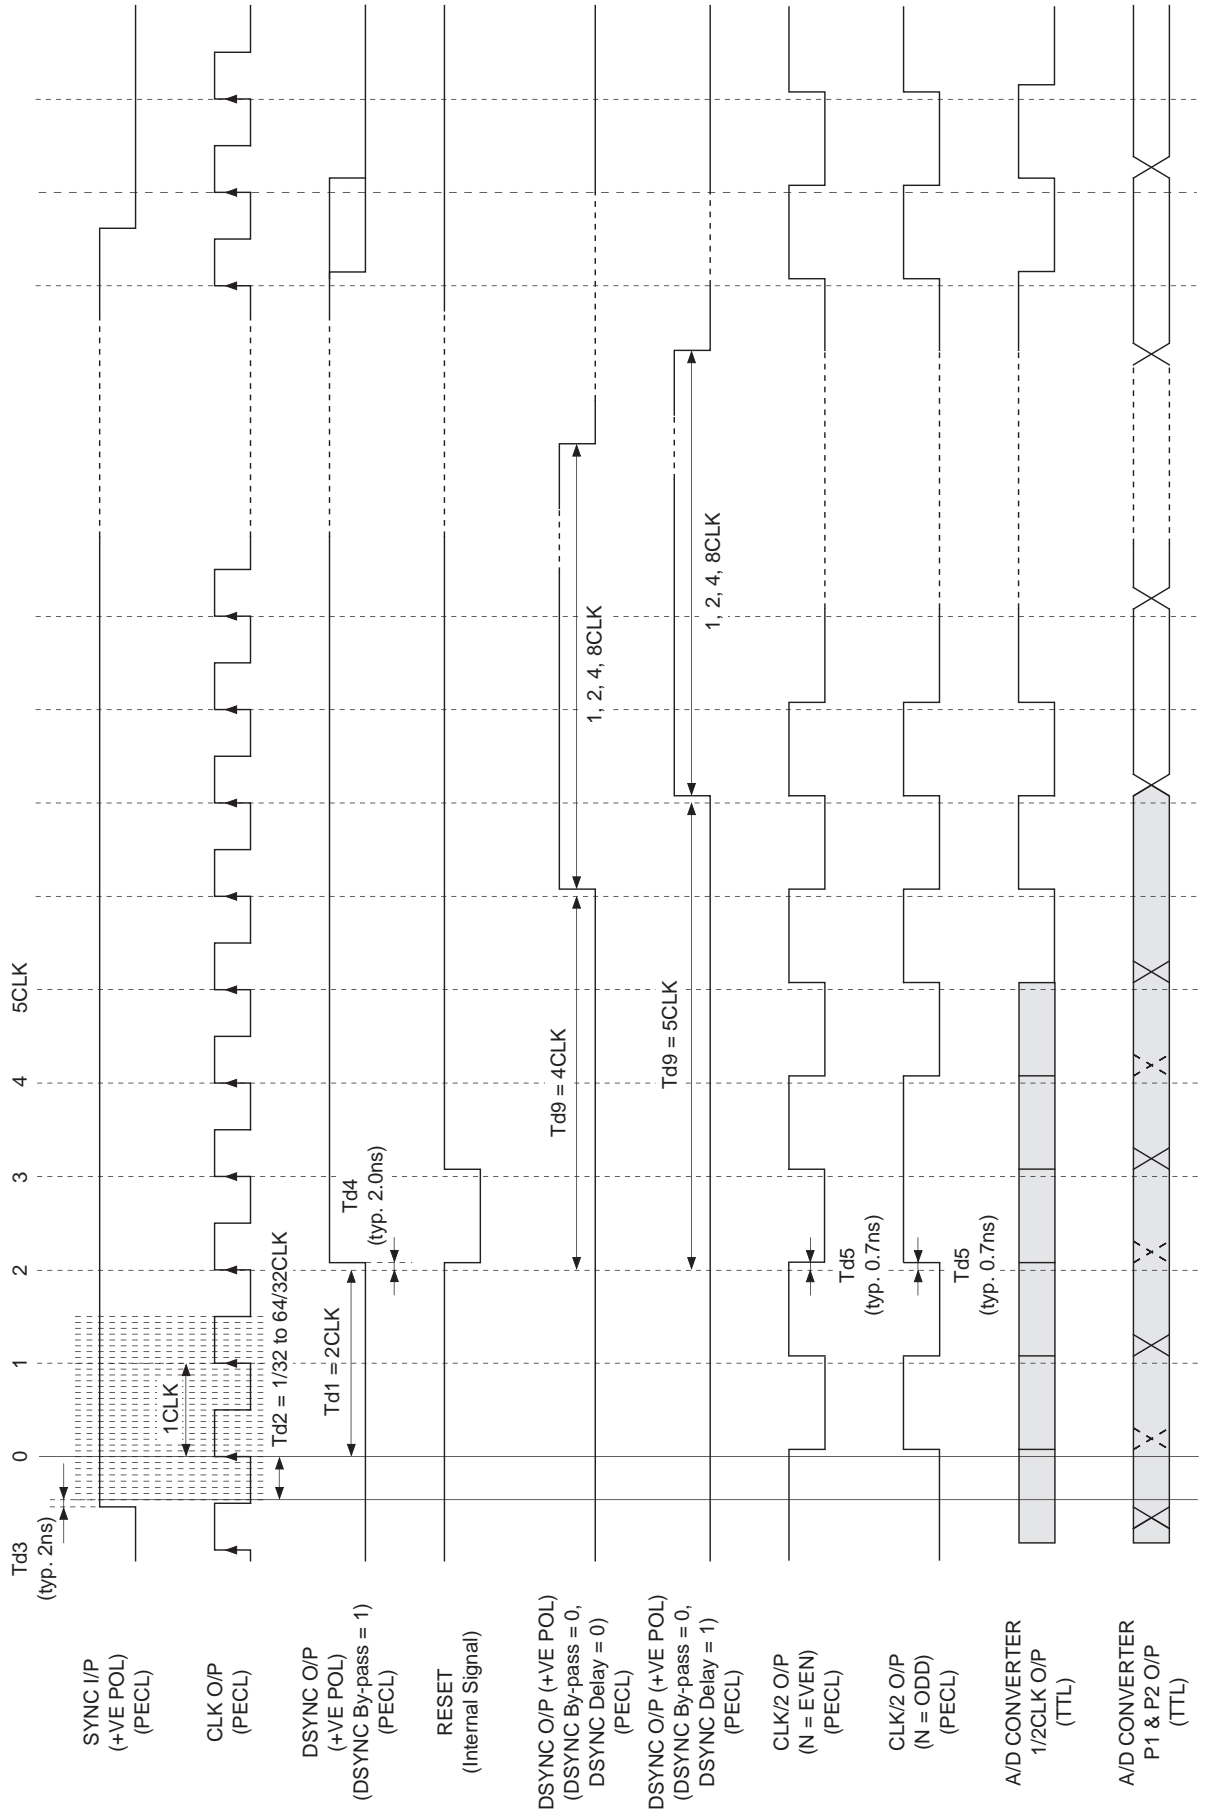 Td3
(typ. 2ns)
0
1
2
3
4
5CLK
SYNC I/P
(+VE POL)
(PECL)
1CLK
CLK O/P
(PECL)
Td2 = 1/32 to 64/32CLK
DSYNC O/P
(+VE POL)
(DSYNC By-pass = 1)
(PECL)
Td1 = 2CLK
Td4
(typ. 2.0ns)
RESET
(Internal Signal)
DSYNC O/P (+VE POL)
(DSYNC By-pass = 0,
DSYNC Delay = 0)
(PECL)
Td9 = 4CLK
1, 2, 4, 8CLK
DSYNC O/P (+VE POL)
(DSYNC By-pass = 0,
DSYNC Delay = 1)
(PECL)
Td9 = 5CLK
1, 2, 4, 8CLK
CLK/2 O/P
(N = EVEN)
(PECL)
Td5
(typ. 0.7ns)
CLK/2 O/P
(N = ODD)
(PECL)
Td5
(typ. 0.7ns)
A/D CONVERTER
1/2CLK O/P
(TTL)
A/D CONVERTER
P1 & P2 O/P
(TTL)